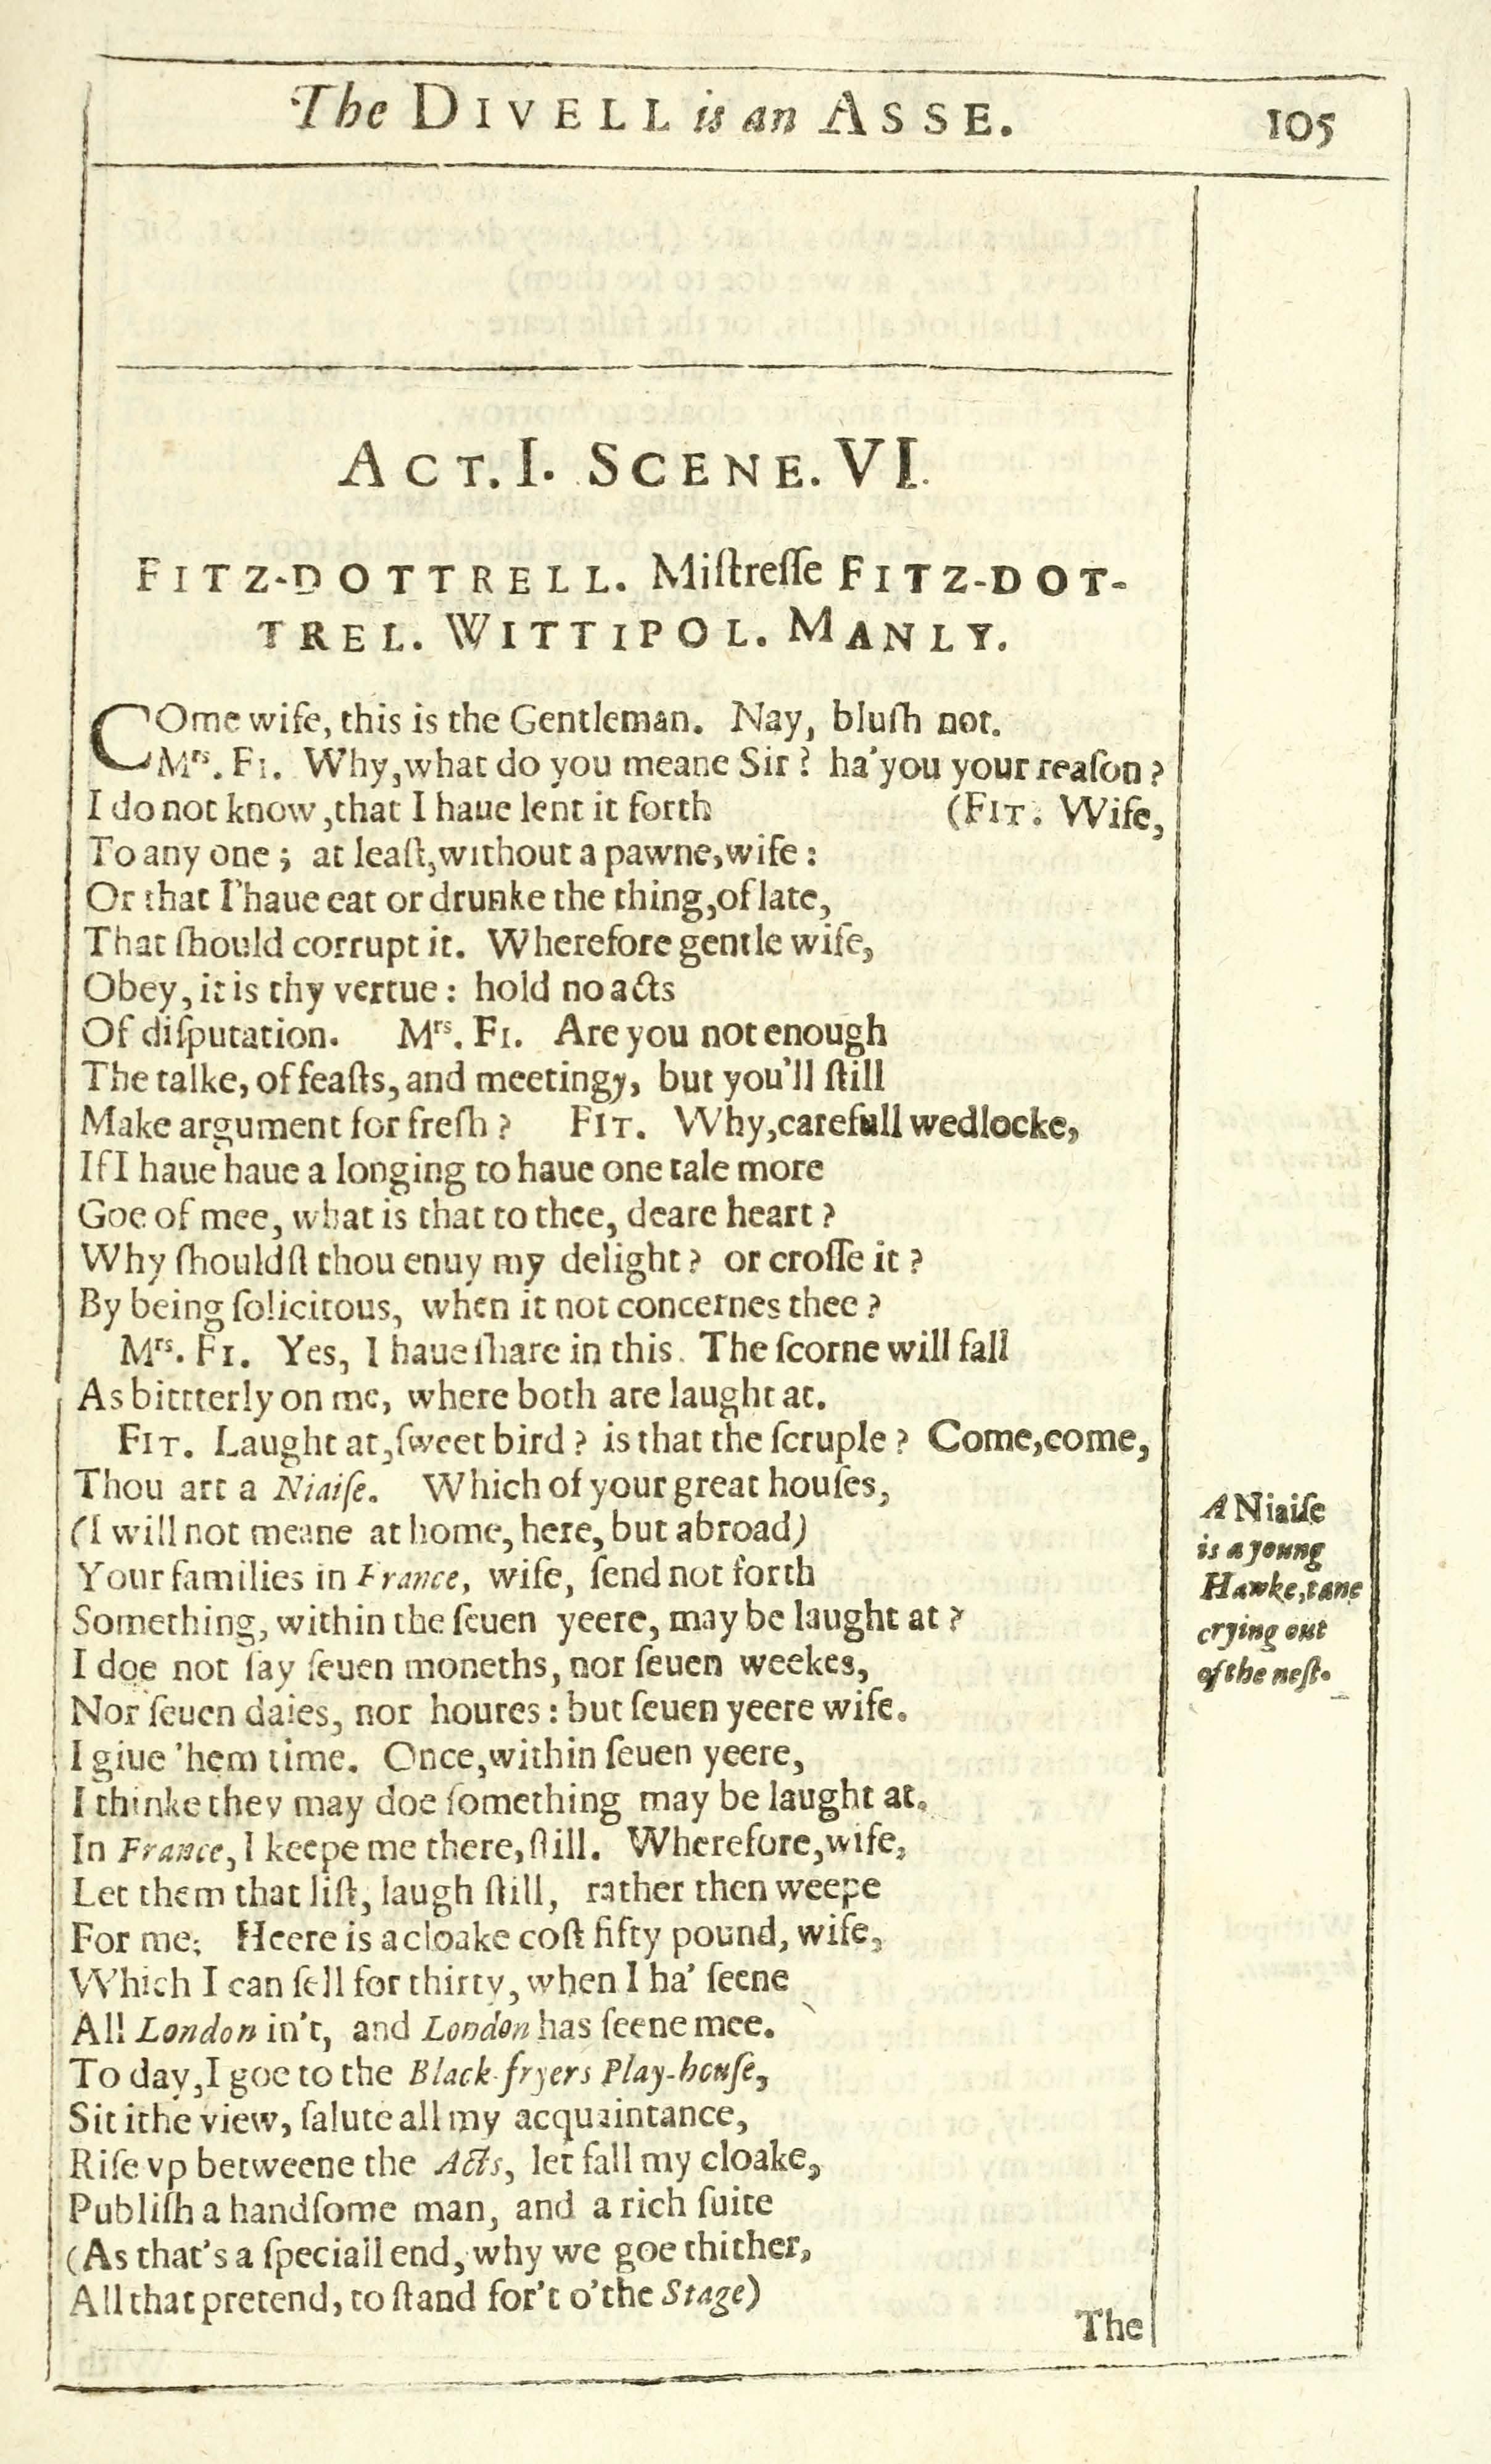 The DIVELL is an ASSE. 105
ACT. I. SCENE. VI.
FITZ-DOTTRELL. Miſtreſſe FITZ-DOT-
TREL. WITTIPOL. MANLY.
COme wife, this is the Gentleman. Nay, bluſh not.
Mrs. FI. Why, what do you meane Sir? ha'you your reaſon?
I do not know, that I haue lent it forth (FIT. Wife,
To any one; at leaſt, without a pawne, wife:
Or that I'haue eat or drunke the thing, of late,
That ſhould corrupt it. Wherefore gentle wife,
Obey, it is thy vertue: hold no acts
Of diſputation. Mrs. FI. Are you not enough
The talke, of feaſts, and meetingy, but you'll ſtill
Make argument for freſh? FIT. Why, carefull wedlocke,
If I haue haue a longing to haue one tale more
Goe of mee, what is that to thee, deare heart?
Why ſhouldſt thou enuy my delight? or croſſe it?
By being ſolicitous, when it not concernes thee?
Mrs. FI. Yes, I haue ſhare in this. The ſcorne will fall
As bittterly on me, where both are laught at.
FIT. Laught at, ſweet bird? is that the ſcruple? Come, come,
Thou art a Niaiſe. Which of your great houſes,
(I will not meane at home, here, but abroad)
Your families in France, wife, ſend not forth
Something, within the ſeuen yeere, may be laught at?
I doe not ſay ſeuen moneths, nor ſeuen weekes,
Nor ſeuen daies, nor houres: but ſeuen yeere wife.
I giue 'hem time. Once, within ſeuen yeere,
I thinke they may doe ſomething may be laught at.
In France, I keepe me there, ſtill. Wherefore, wife,
Let them that liſt, laugh ſtill, rather then weepe
For me; Heere is a cloake coſt fifty pound, wife,
Which I can ſell for thirty, when I ha' ſeene
All London in't, and London has ſeene mee.
To day, I goe to the Black-fryers Play-houſe,
Sit ithe view, ſalute all my acquaintance,
Riſe vp betweene the Acts, let fall my cloake,
Publiſh a handſome man, and a rich ſuite
(As that's a ſpeciall end, why we goe thither,
All that pretend, to ſtand for't o'the Stage)
The
A Niaiſe
is a young
Hawke, tane
crying out
of the neſt.